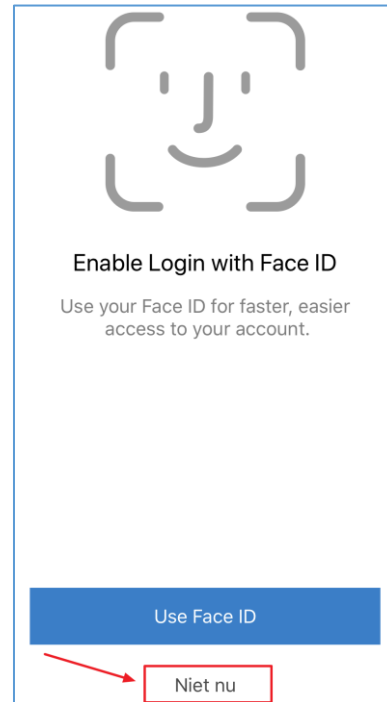 Enable Login with Face ID
Use your Face ID for faster, easier
access to your account.
Use Face ID
Niet nu